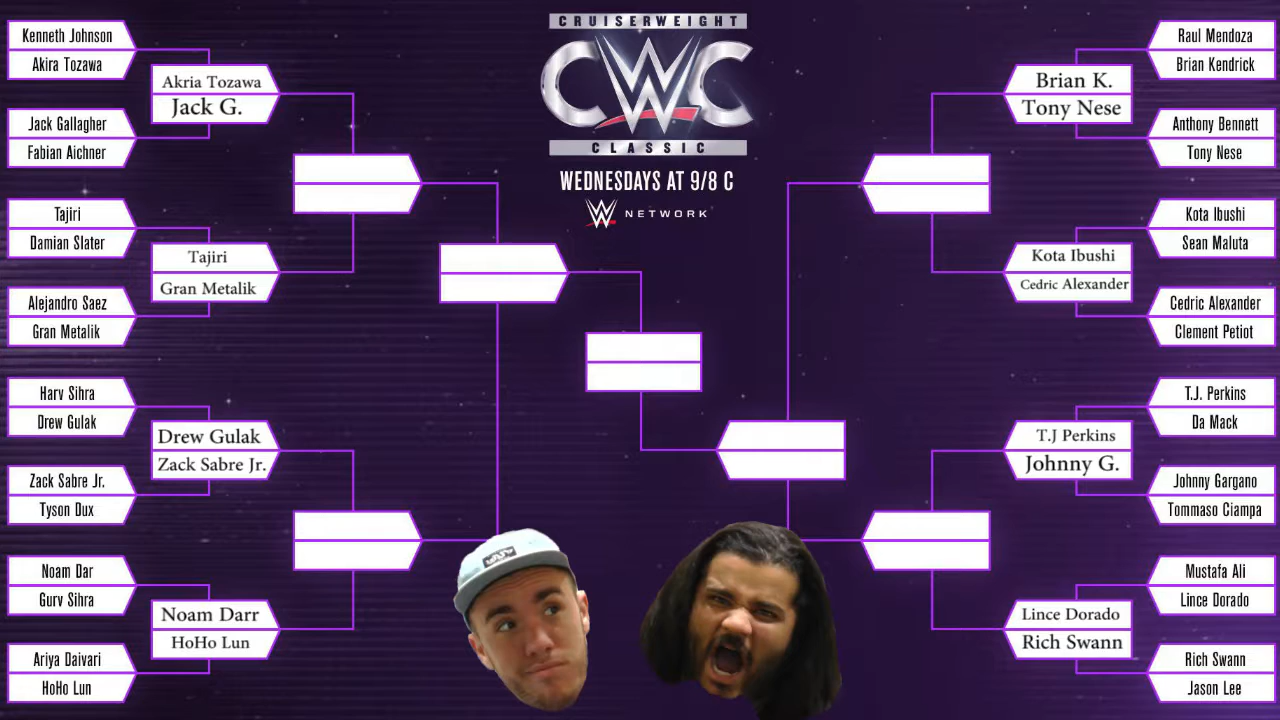 CRUISERWEIGHT
CWC
CLASSIC
WEDNESDAYS AT 9/8 C
W NETWORK
Kenneth Johnson
Akira Tozawa
Jack Gallagher
Fabian Aichner
Tajiri
Damian Slater
Alejandro Saez
Gran Metalik
Harv Sihra
Drew Gulak
Zack Sabre Jr.
Tyson Dux
Noam Dar
Gurv Sihra
Ariya Daivari
HoHo Lun
Akria Tozawa
Jack G.
Tajiri
Gran Metalik
Drew Gulak
Zack Sabre Jr.
Noam Darr
HoHo Lun
Brian K.
Tony Nese
Kota Ibushi
Cedric Alexander
T.J Perkins
Johnny G.
Lince Dorado
Rich Swann
Raul Mendoza
Brian Kendrick
Anthony Bennett
Tony Nese
Kota Ibushi
Sean Maluta
Cedric Alexander
Clement Petiot
T.J. Perkins
Da Mack
Johnny Gargano
Tommaso Ciampa
Mustafa Ali
Lince Dorado
Rich Swann
Jason Lee